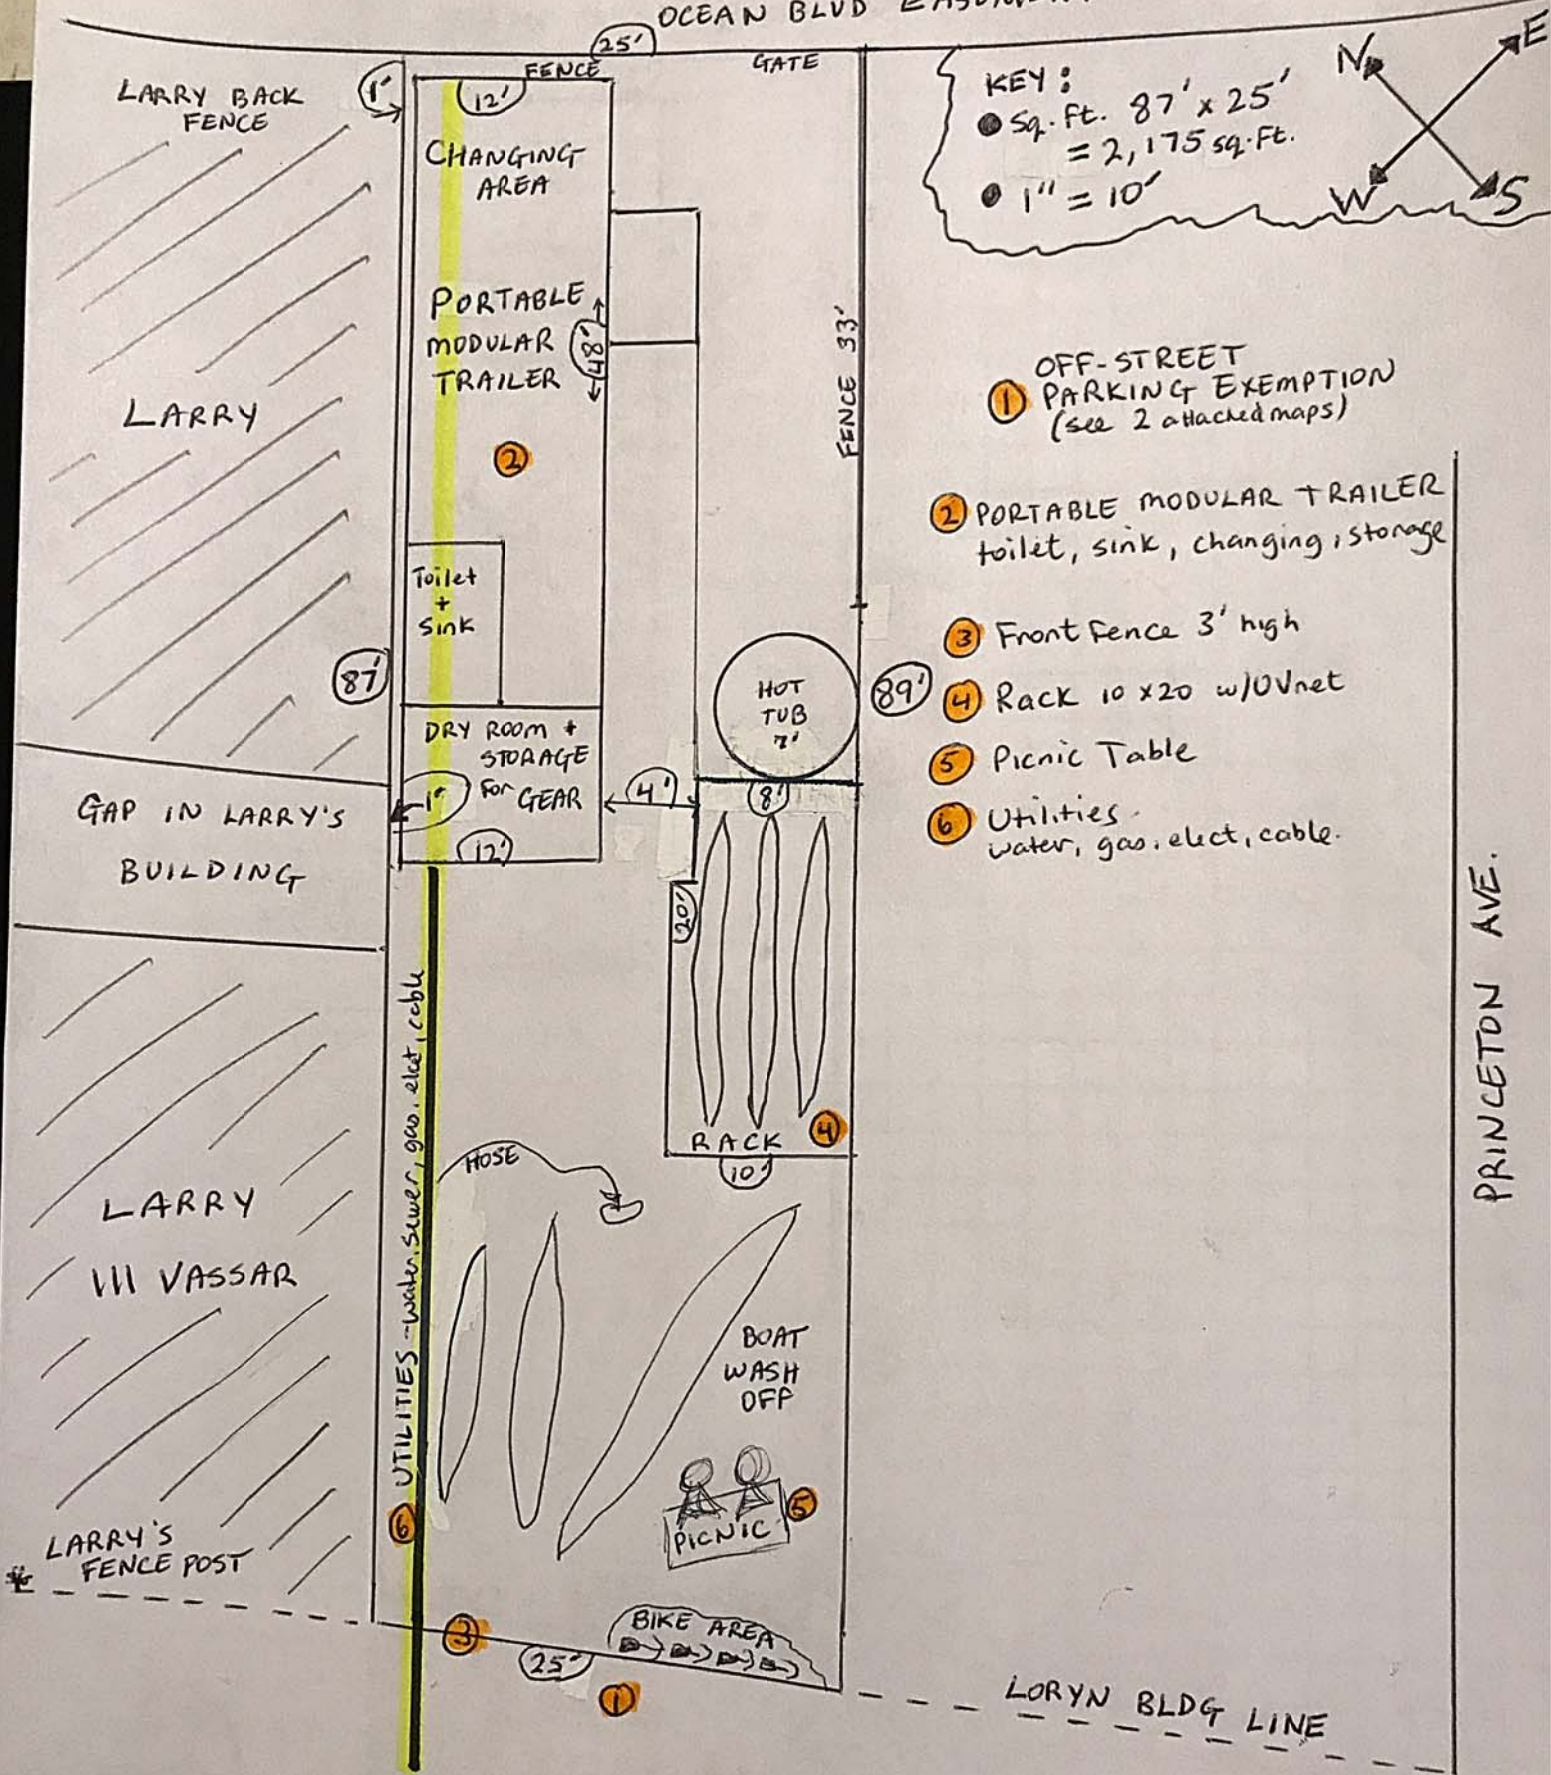 OCEAN BLVD
25'
FENCE
GATE
LARRY BACK
FENCE
1'
12'
CHANGING
AREA
PORTABLE
MODULAR
TRAILER
48'
2
FENCE 33'
LARRY
Toilet
+
Sink
87'
HOT
TUB
7'
89'
DRY ROOM +
STORAGE
For GEAR
1'
12'
4'
8'
20'
GAP IN LARRY'S
BUILDING
RACK
4
10'
UTILITIES--water, sewer, gas, elect, cable
6
HOSE
LARRY
111 VASSAR
BOAT
WASH
OFF
PICNIC
5
LARRY'S
FENCE POST
3
25'
BIKE AREA
1
LORYN BLDG LINE
PRINCETON AVE.
KEY:
● Sq. Ft. 87' x 25'
= 2,175 sq. Ft.
● 1" = 10'
N
E
W
S
OFF-STREET
1 PARKING EXEMPTION
(see 2 attached maps)
2 PORTABLE MODULAR TRAILER
toilet, sink, changing, storage
3 Front Fence 3' high
4 Rack 10 x 20 w/UVnet
5 Picnic Table
6 Utilities
water, gas, elect, cable.